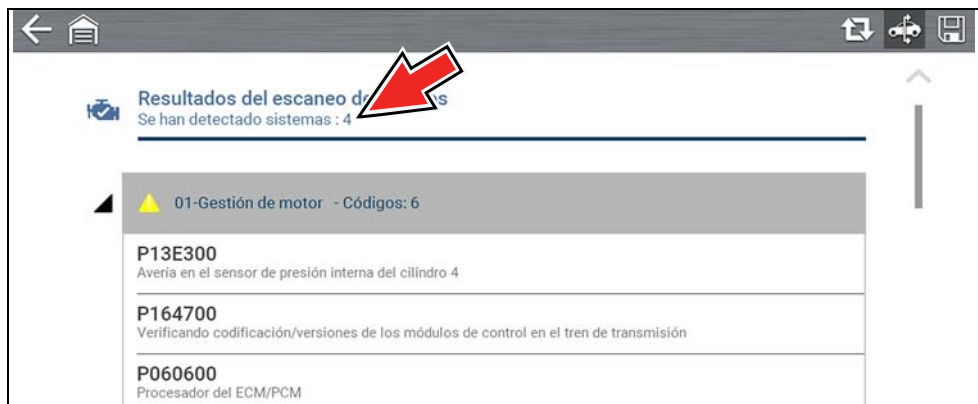 Resultados del escaneo de
Se han detectado sistemas : 4
01-Gestión de motor - Códigos: 6
P13E300
Avería en el sensor de presión interna del cilindro 4
P164700
Verificando codificación/versiones de los módulos de control en el tren de transmisión
P060600
Procesador del ECM/PCM